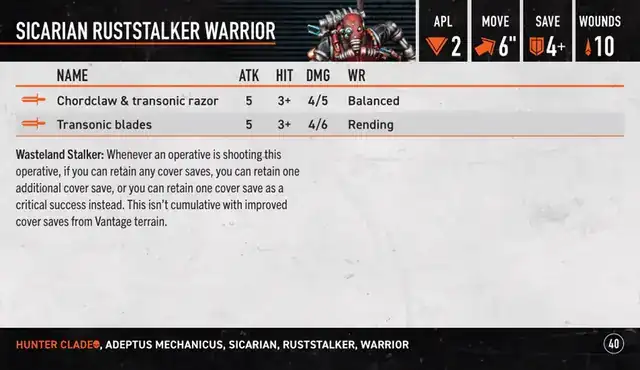 SICARIAN RUSTSTALKER WARRIOR
APL
2
MOVE
6"
SAVE
4+
WOUNDS
10
NAME ATK HIT DMG WR
Chordclaw & transonic razor 5 3+ 4/5 Balanced
Transonic blades 5 3+ 4/6 Rending
Wasteland Stalker: Whenever an operative is shooting this
operative, if you can retain any cover saves, you can retain one
additional cover save, or you can retain one cover save as a
critical success instead. This isn't cumulative with improved
cover saves from Vantage terrain.
HUNTER CLADE, ADEPTUS MECHANICUS, SICARIAN, RUSTSTALKER, WARRIOR
40